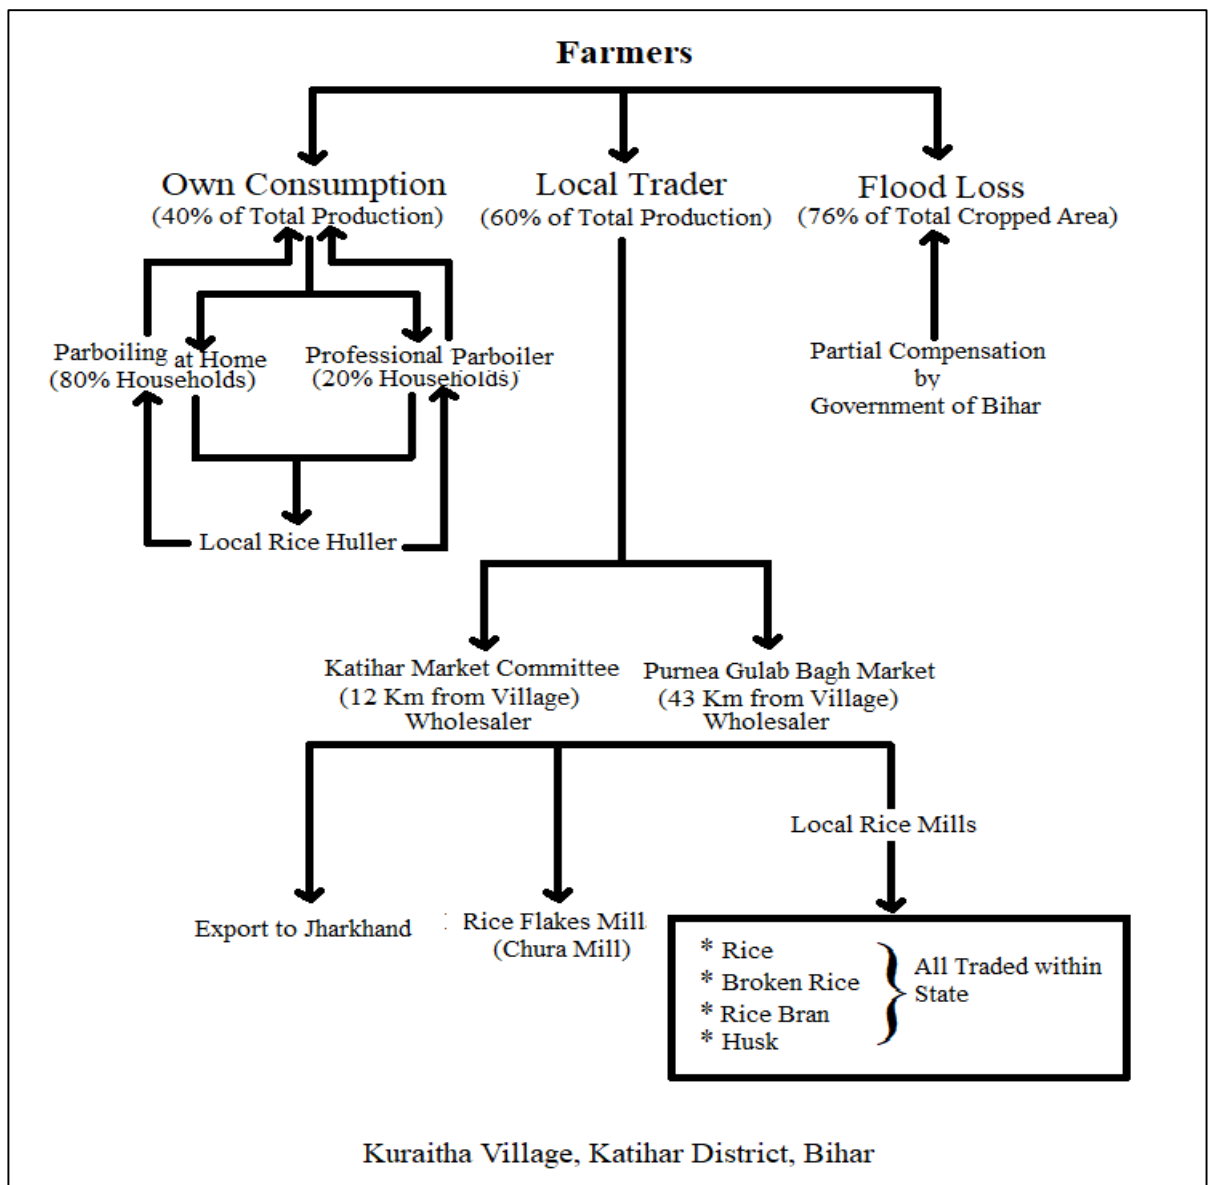 Farmers
Own Consumption
(40% of Total Production)
Local Trader
(60% of Total Production)
Flood Loss
(76% of Total Cropped Area)
Parboiling at Home
(80% Households)
Professional Parboiler
(20% Households)
Partial Compensation
by
Government of Bihar
Local Rice Huller
Katihar Market Committee
(12 Km from Village)
Wholesaler
Purnea Gulab Bagh Market
(43 Km from Village)
Wholesaler
Local Rice Mills
Export to Jharkhand
Rice Flakes Mills
(Chura Mill)
* Rice
* Broken Rice
* Rice Bran
* Husk
All Traded within
State
Kuraitha Village, Katihar District, Bihar